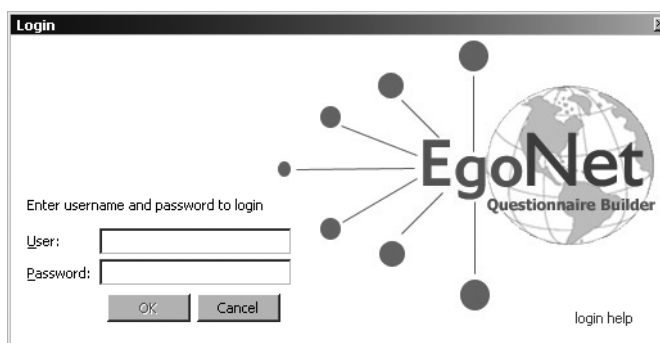 Login
EgoNet
Questionnaire Builder
Enter username and password to login
User:
Password:
OK
Cancel
login help